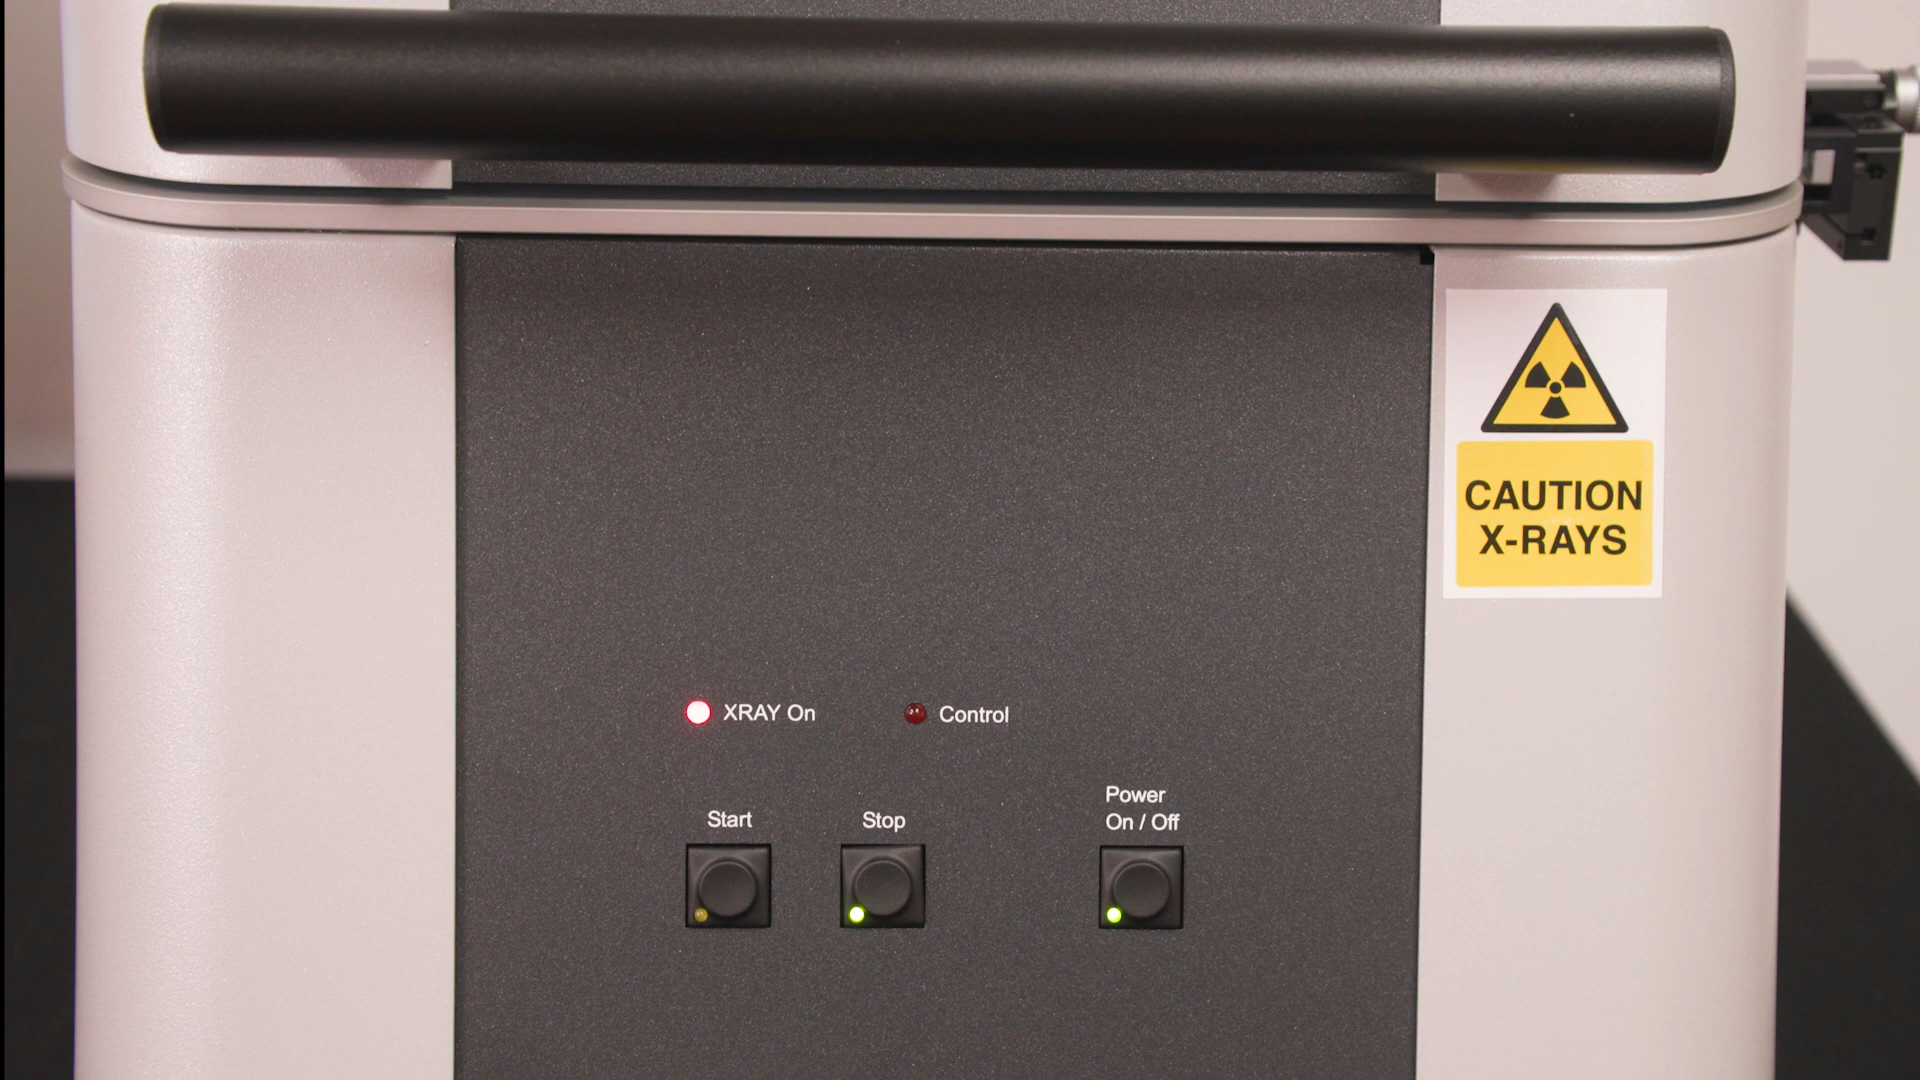 CAUTION
X-RAYS
XRAY On
Control
Start
Stop
Power
On / Off